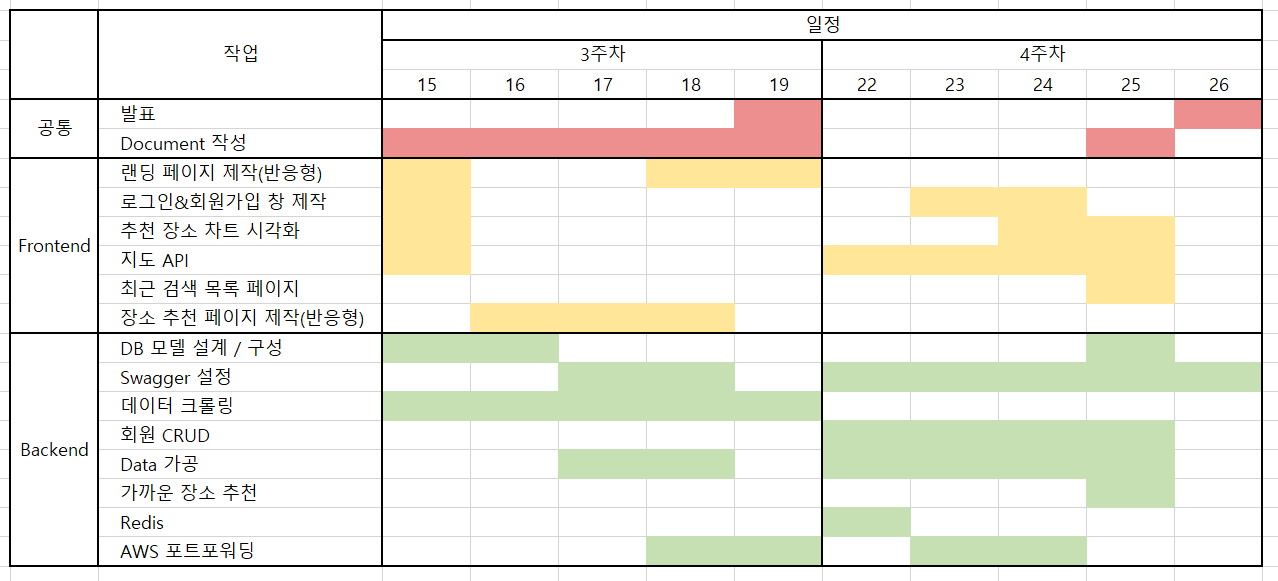 일정
작업
3주차
4주차
15 16 17 18 19 22 23 24 25 26
공통
발표
Document 작성
Frontend
랜딩 페이지 제작(반응형)
로그인&회원가입 창 제작
추천 장소 차트 시각화
지도 API
최근 검색 목록 페이지
장소 추천 페이지 제작(반응형)
Backend
DB 모델 설계 / 구성
Swagger 설정
데이터 크롤링
회원 CRUD
Data 가공
가까운 장소 추천
Redis
AWS 포트포워딩